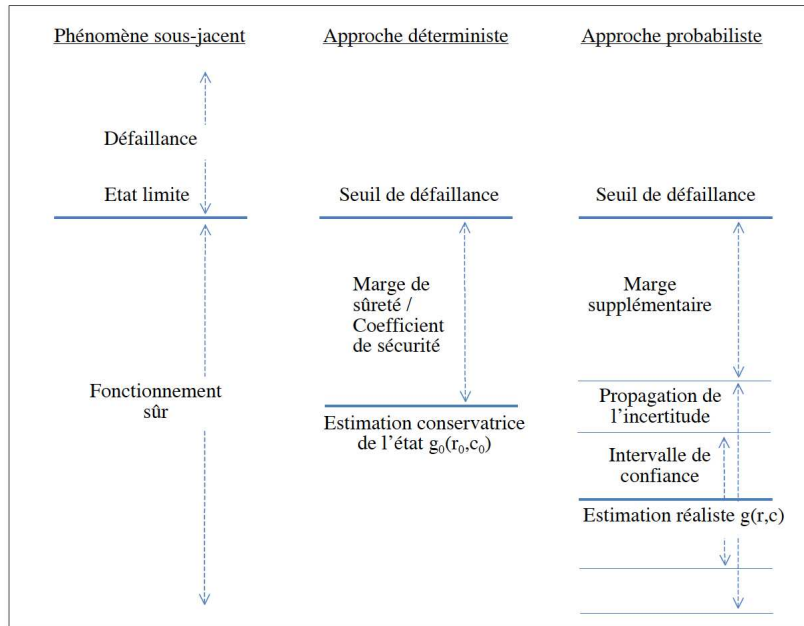 Phénomène sous-jacent
Approche déterministe
Approche probabiliste
Défaillance
Etat limite
Seuil de défaillance
Seuil de défaillance
Marge de
sûreté /
Coefficient
de sécurité
Marge
supplémentaire
Fonctionnement
sûr
Estimation conservatrice
de l’état g₀(r₀,c₀)
Propagation de
l’incertitude
Intervalle de
confiance
Estimation réaliste g(r,c)